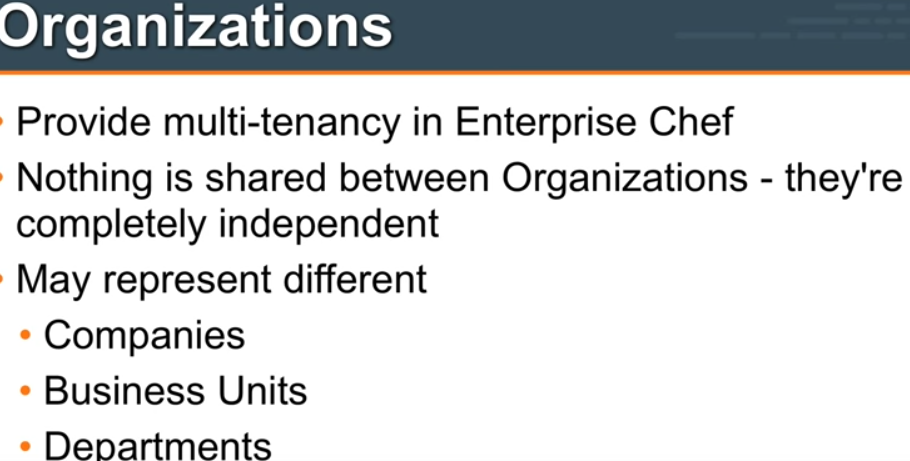 Organizations
• Provide multi-tenancy in Enterprise Chef
• Nothing is shared between Organizations - they're
completely independent
• May represent different
• Companies
• Business Units
• Departments